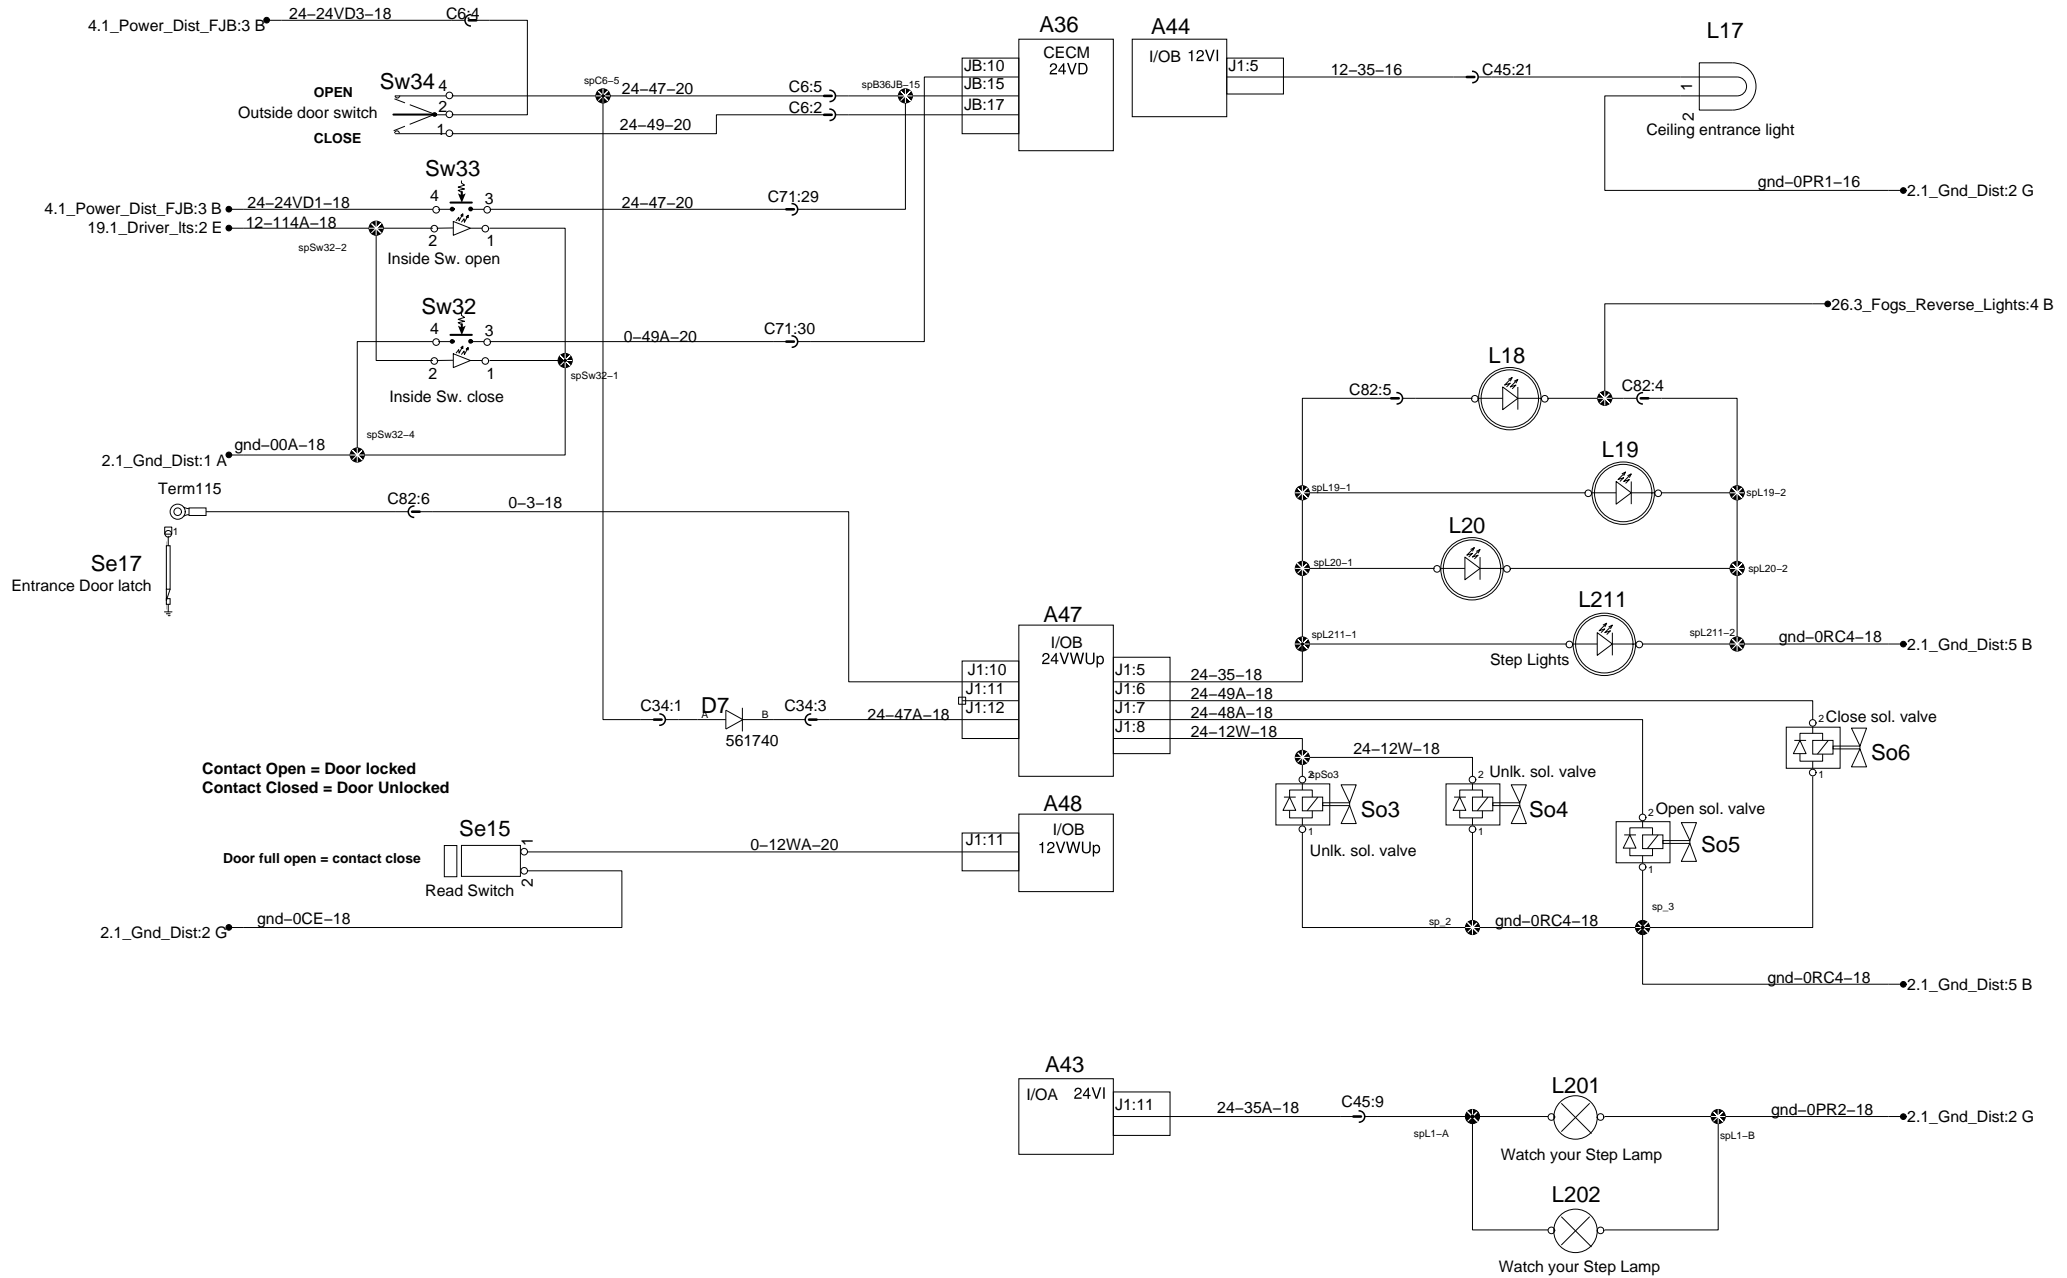 24-24VD3-18
C6:4
4.1_Power_Dist_FJB:3 B
A36
A44
L17
CECM
24VD
I/OB 12VI
JB:10
JB:15
JB:17
J1:5
12-35-16
C45:21
1
2
Ceiling entrance light
gnd-0PR1-16
2.1_Gnd_Dist:2 G
Sw34
4
2
1
OPEN
Outside door switch
CLOSE
spC6-5
24-47-20
C6:5
spB36JB-15
C6:2
24-49-20
Sw33
4
3
4.1_Power_Dist_FJB:3 B
24-24VD1-18
24-47-20
C71:29
19.1_Driver_lts:2 E
12-114A-18
2
1
spSw32-2
Inside Sw. open
Sw32
4
3
0-49A-20
C71:30
2
1
spSw32-1
Inside Sw. close
spSw32-4
gnd-00A-18
2.1_Gnd_Dist:1 A
26.3_Fogs_Reverse_Lights:4 B
L18
C82:5
C82:4
L19
spL19-1
spL19-2
L20
spL20-1
spL20-2
L211
spL211-1
spL211-2
gnd-0RC4-18
2.1_Gnd_Dist:5 B
Step Lights
Term115
C82:6
0-3-18
1
Se17
Entrance Door latch
A47
I/OB
24VWUp
J1:10
J1:11
J1:12
J1:5
J1:6
J1:7
J1:8
24-35-18
24-49A-18
24-48A-18
24-12W-18
24-12W-18
C34:1
D7
A
B
C34:3
24-47A-18
561740
2
Close sol. valve
So6
1
2
spSo3
So3
1
Unlk. sol. valve
2
Unlk. sol. valve
So4
1
2
Open sol. valve
So5
1
Contact Open = Door locked
Contact Closed = Door Unlocked
A48
I/OB
12VWUp
J1:11
Se15
1
2
0-12WA-20
Door full open = contact close
Read Switch
gnd-0CE-18
2.1_Gnd_Dist:2 G
sp_2
gnd-0RC4-18
sp_3
gnd-0RC4-18
2.1_Gnd_Dist:5 B
A43
I/OA 24VI
J1:11
24-35A-18
C45:9
spL1-A
L201
spL1-B
gnd-0PR2-18
2.1_Gnd_Dist:2 G
Watch your Step Lamp
L202
Watch your Step Lamp